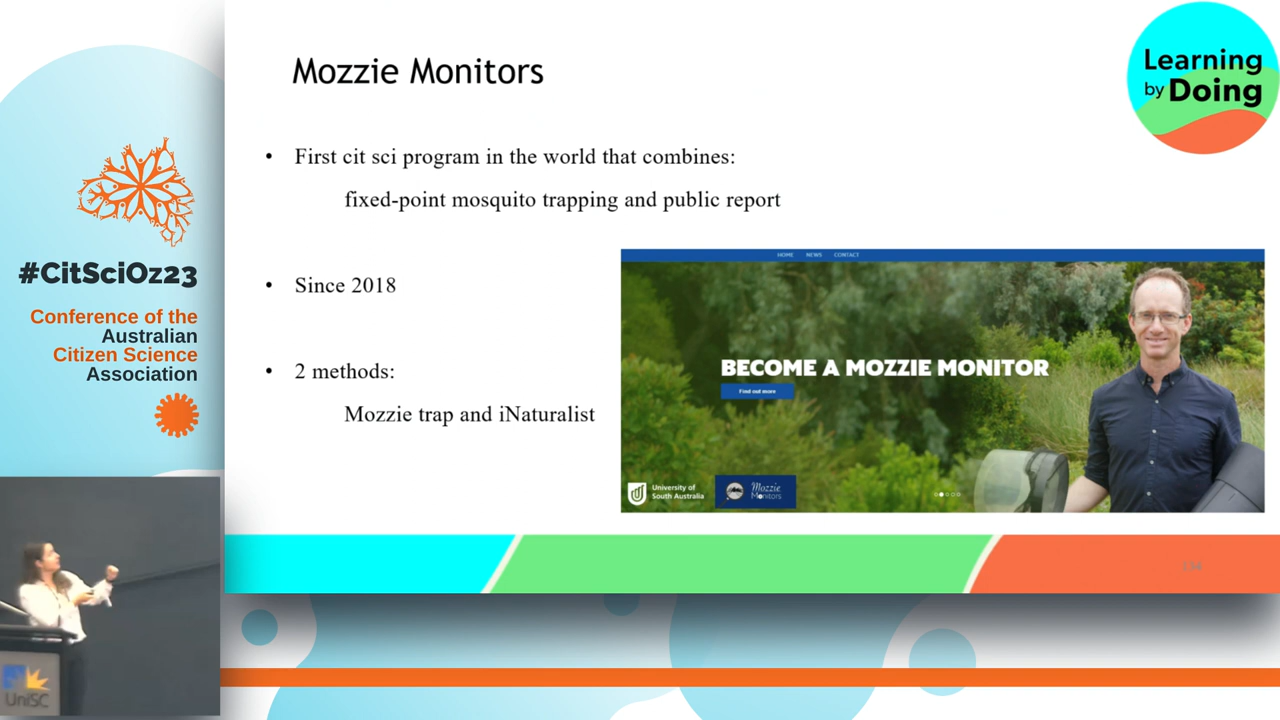 Mozzie Monitors
Learning
by Doing
• First cit sci program in the world that combines:
fixed-point mosquito trapping and public report
• Since 2018
• 2 methods:
Mozzie trap and iNaturalist
HOME NEWS CONTACT
BECOME A MOZZIE MONITOR
Find out more
University of
South Australia
Mozzie
Monitors
#CitSciOz23
Conference of the
Australian
Citizen Science
Association
UniSC